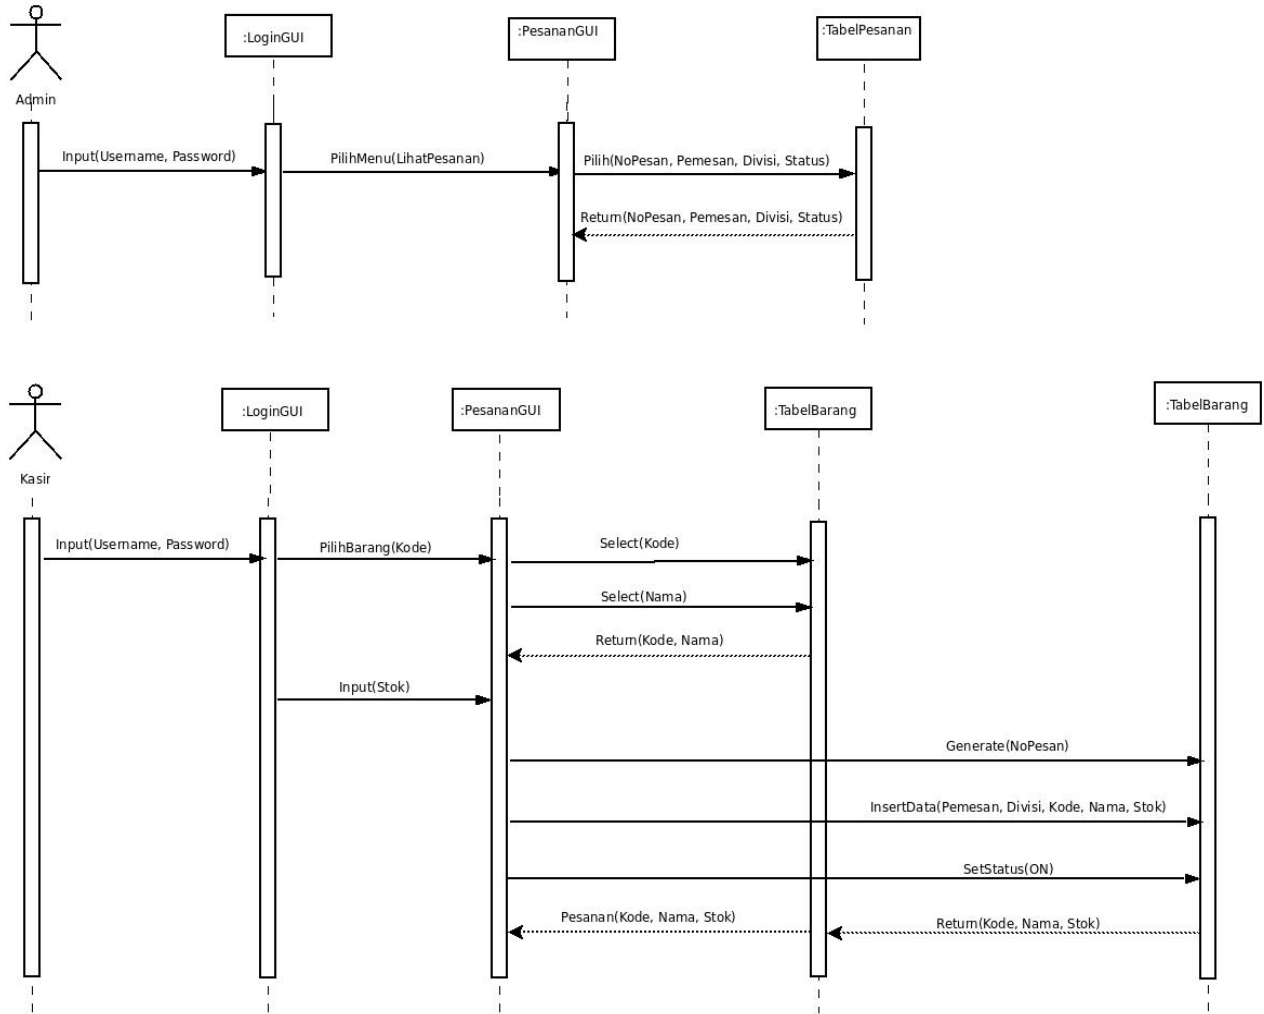 :LoginGUI
:PesananGUI
:TabelPesanan
Admin
Input(Username, Password)
PilihMenu(LihatPesanan)
Pilih(NoPesan, Pemesan, Divisi, Status)
Return(NoPesan, Pemesan, Divisi, Status)
:LoginGUI
:PesananGUI
:TabelBarang
:TabelBarang
Kasir
Input(Username, Password)
PilihBarang(Kode)
Select(Kode)
Select(Nama)
Return(Kode, Nama)
Input(Stok)
Generate(NoPesan)
InsertData(Pemesan, Divisi, Kode, Nama, Stok)
SetStatus(ON)
Pesanan(Kode, Nama, Stok)
Return(Kode, Nama, Stok)